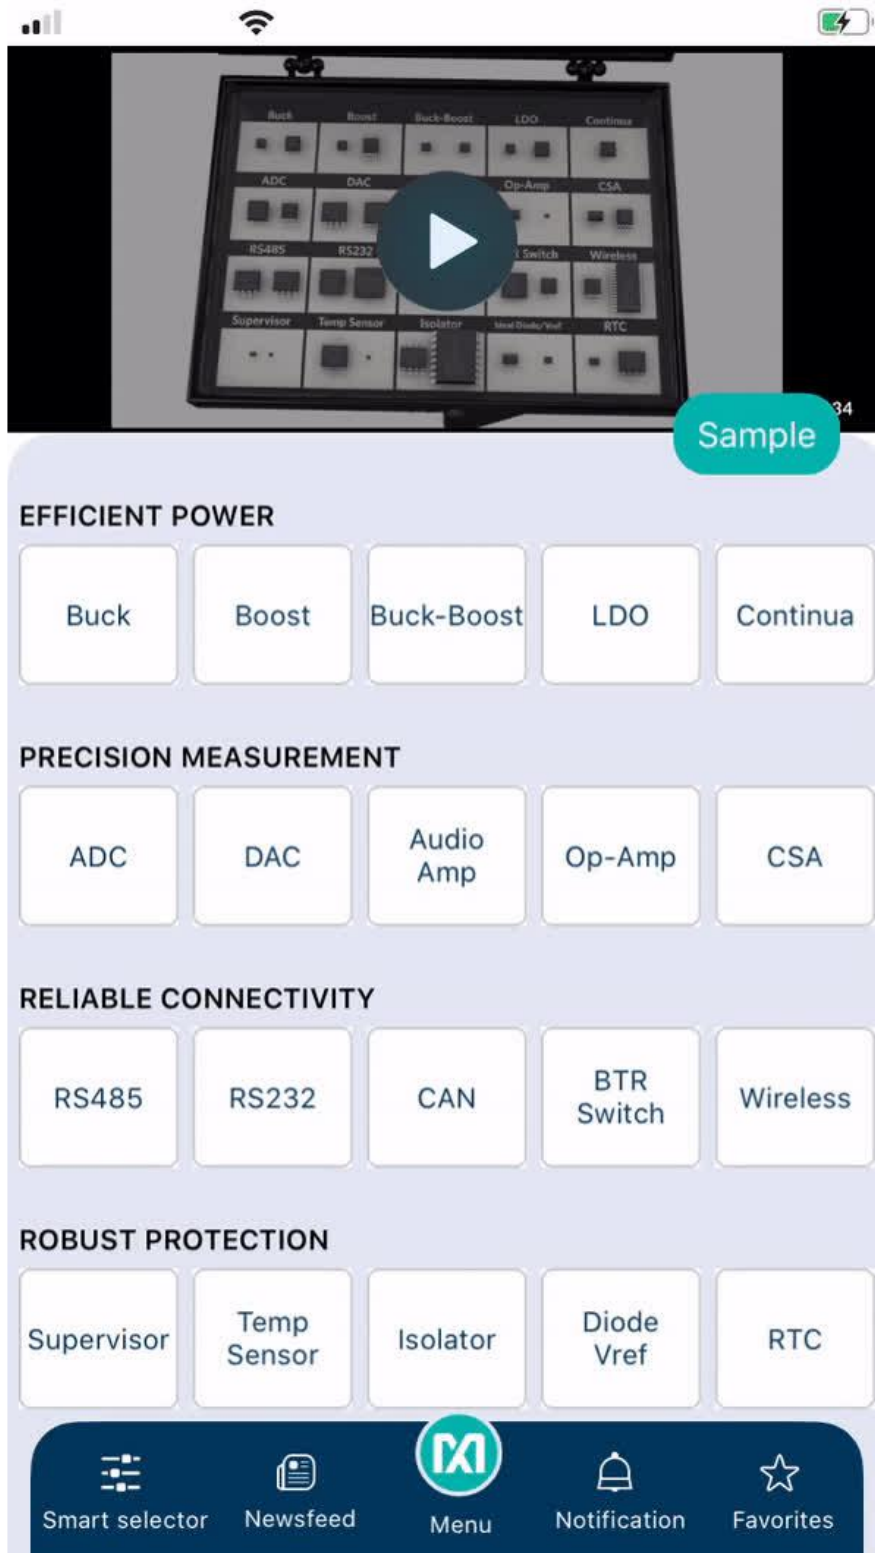 Buck Boost Buck-Boost LDO Continua
ADC DAC Op-Amp CSA
RS485 RS232 Switch Wireless
Supervisor Temp Sensor Isolator Ideal Diode/Vref RTC
34
Sample
EFFICIENT POWER
Buck Boost Buck-Boost LDO Continua
PRECISION MEASUREMENT
ADC DAC Audio Amp Op-Amp CSA
RELIABLE CONNECTIVITY
RS485 RS232 CAN BTR Switch Wireless
ROBUST PROTECTION
Supervisor Temp Sensor Isolator Diode Vref RTC
Smart selector Newsfeed Menu Notification Favorites